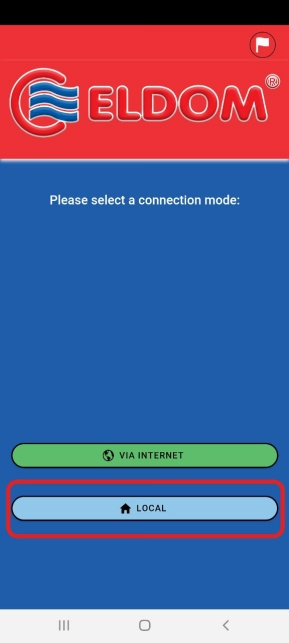 ELDOM®
Please select a connection mode:
VIA INTERNET
LOCAL